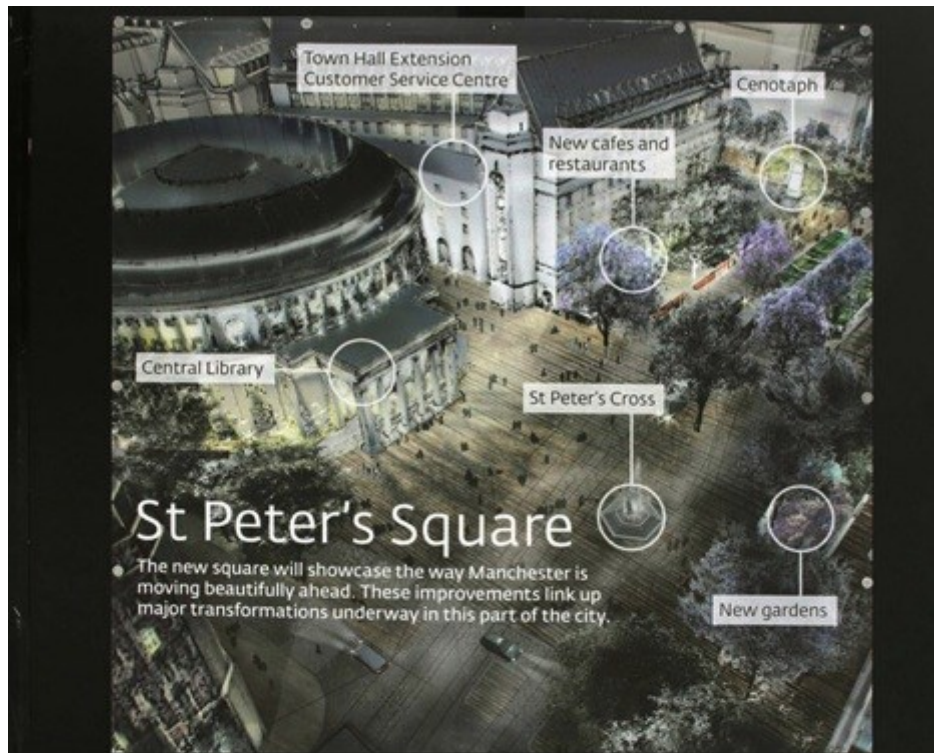 Town Hall Extension
Customer Service Centre
Cenotaph
New cafes and
restaurants
Central Library
St Peter's Cross
St Peter's Square
The new square will showcase the way Manchester is
moving beautifully ahead. These improvements link up
major transformations underway in this part of the city.
New gardens